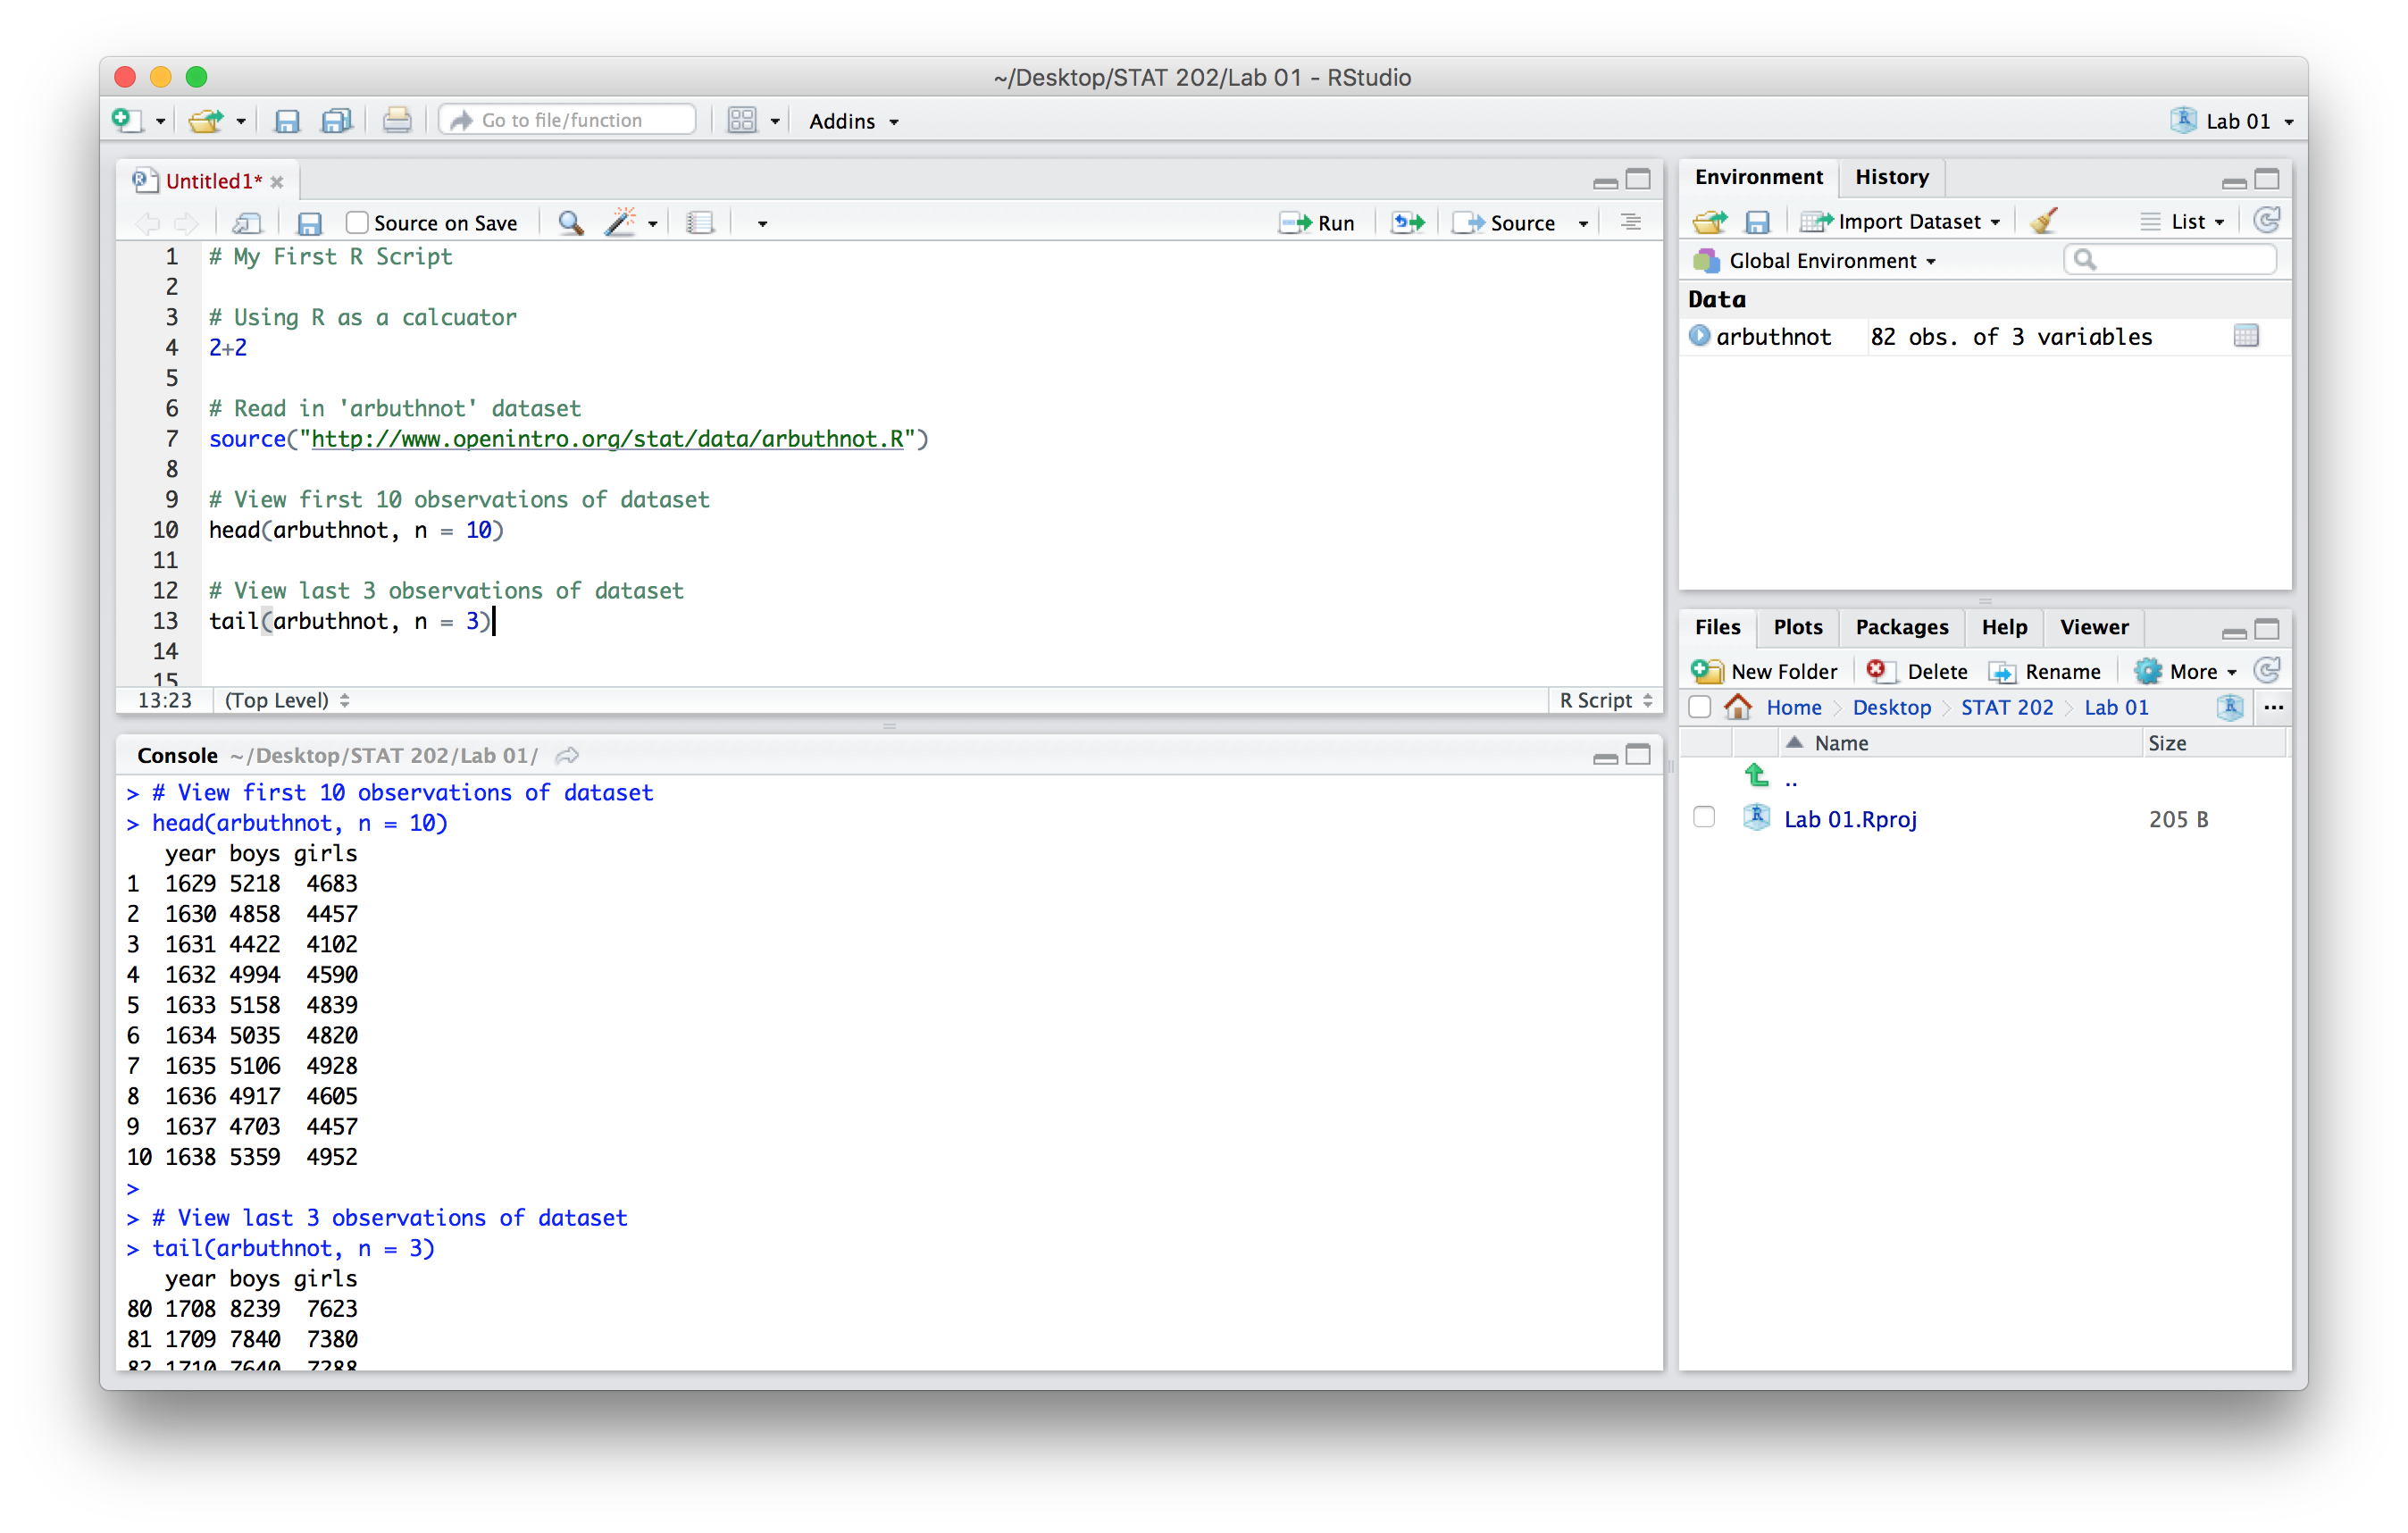 ~/Desktop/STAT 202/Lab 01 - RStudio
Go to file/function
Addins
Lab 01
Untitled1*
Source on Save
Run
Source
1 # My First R Script
2
3 # Using R as a calcuator
4 2+2
5
6 # Read in 'arbuthnot' dataset
7 source("http://www.openintro.org/stat/data/arbuthnot.R")
8
9 # View first 10 observations of dataset
10 head(arbuthnot, n = 10)
11
12 # View last 3 observations of dataset
13 tail(arbuthnot, n = 3)
14
15
13:23 (Top Level) R Script
Console ~/Desktop/STAT 202/Lab 01/
> # View first 10 observations of dataset
> head(arbuthnot, n = 10)
year boys girls
1 1629 5218 4683
2 1630 4858 4457
3 1631 4422 4102
4 1632 4994 4590
5 1633 5158 4839
6 1634 5035 4820
7 1635 5106 4928
8 1636 4917 4605
9 1637 4703 4457
10 1638 5359 4952
>
> # View last 3 observations of dataset
> tail(arbuthnot, n = 3)
year boys girls
80 1708 8239 7623
81 1709 7840 7380
82 1710 7640 7288
Environment History
Import Dataset List
Global Environment
Data
arbuthnot 82 obs. of 3 variables
Files Plots Packages Help Viewer
New Folder Delete Rename More
Home Desktop STAT 202 Lab 01 ...
Name Size
..
Lab 01.Rproj 205 B